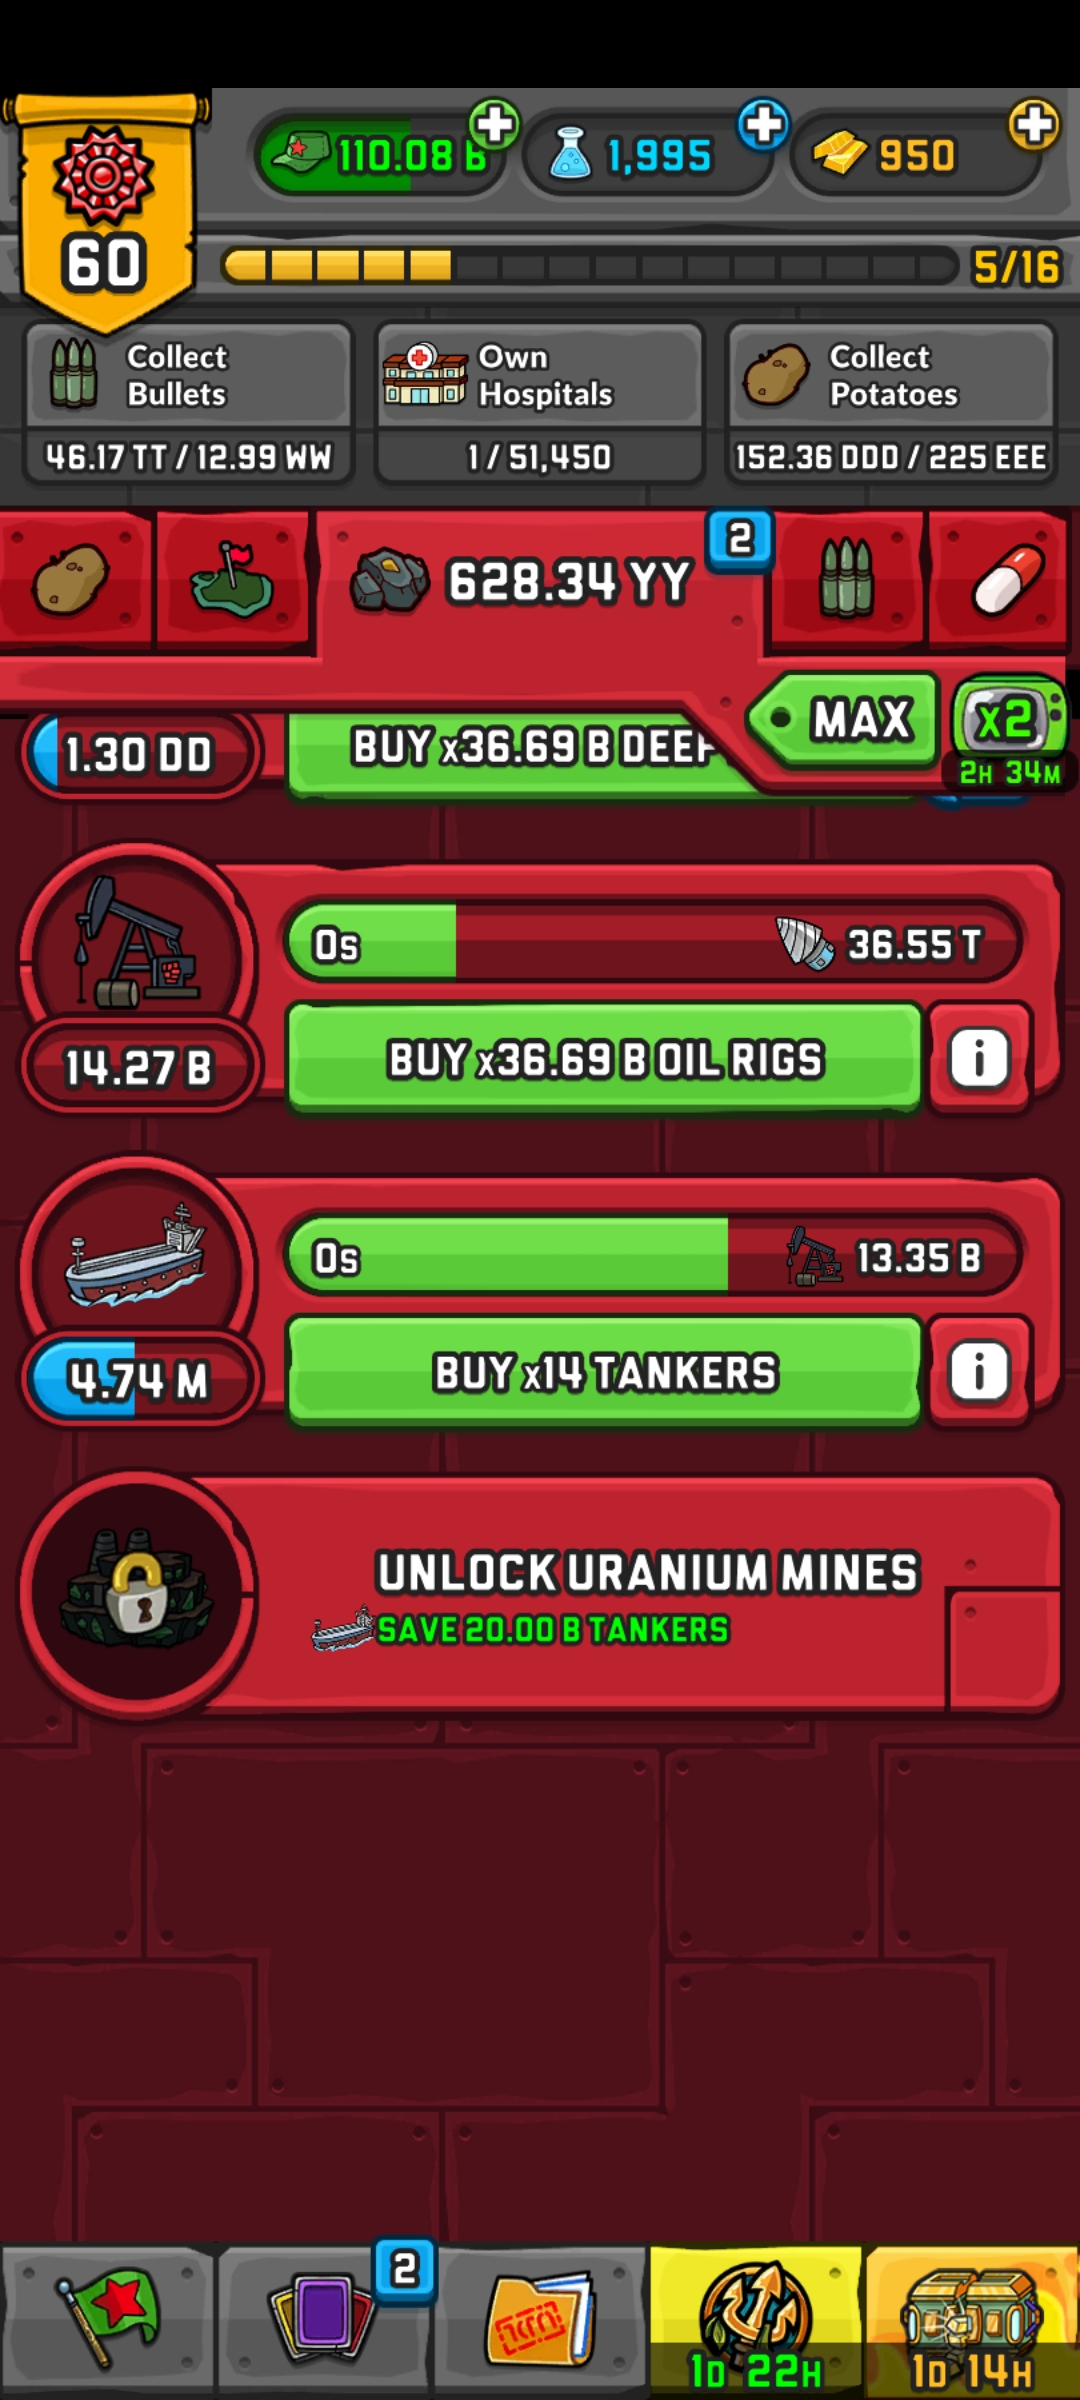 60
110.08 B
1,995
950
5/16
Collect
Bullets
46.17 TT / 12.99 WW
Own
Hospitals
1 / 51,450
Collect
Potatoes
152.36 DDD / 225 EEE
628.34 YY
2
MAX
x2
2H 34M
1.30 DD
BUY x36.69 B DEEP
0s
36.55 T
14.27 B
BUY x36.69 B OIL RIGS
i
0s
13.35 B
4.74 M
BUY x14 TANKERS
i
UNLOCK URANIUM MINES
SAVE 20.00 B TANKERS
2
1D 22H
1D 14H